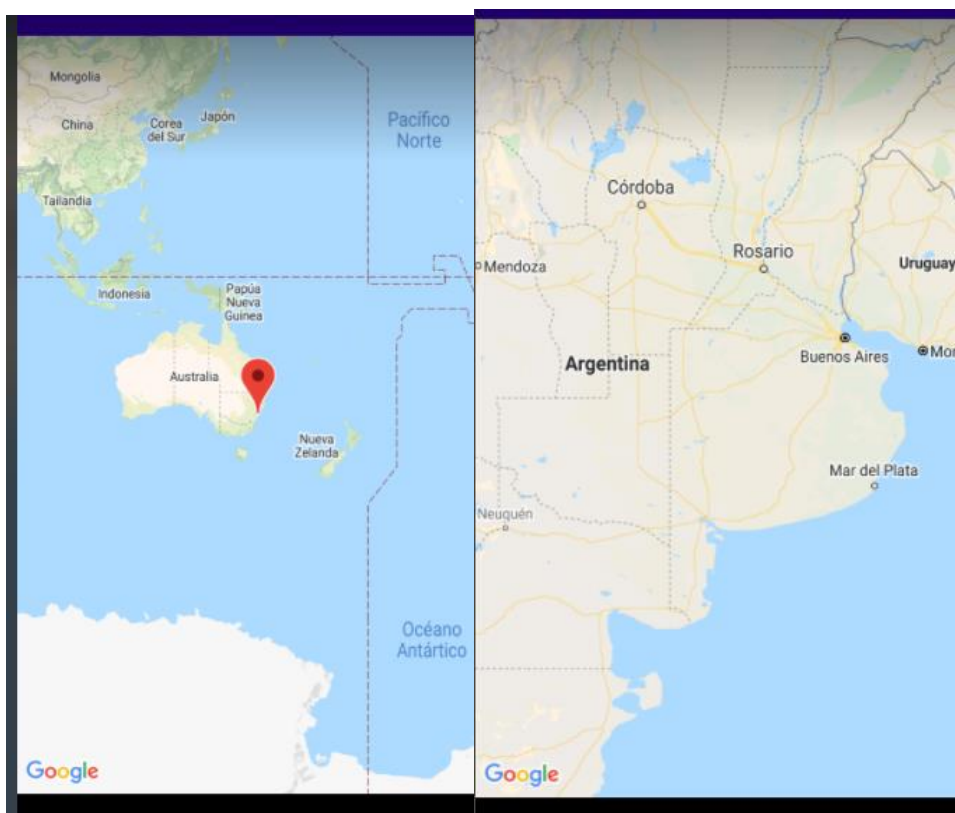 Mongolia
China
Corea
del Sur
Japón
Pacífico
Norte
Tailandia
Indonesia
Papúa
Nueva
Guinea
Australia
Nueva
Zelanda
Océano
Antártico
Google
Córdoba
Rosario
Mendoza
Uruguay
Buenos Aires
Mon
Argentina
Mar del Plata
Neuquén
Google